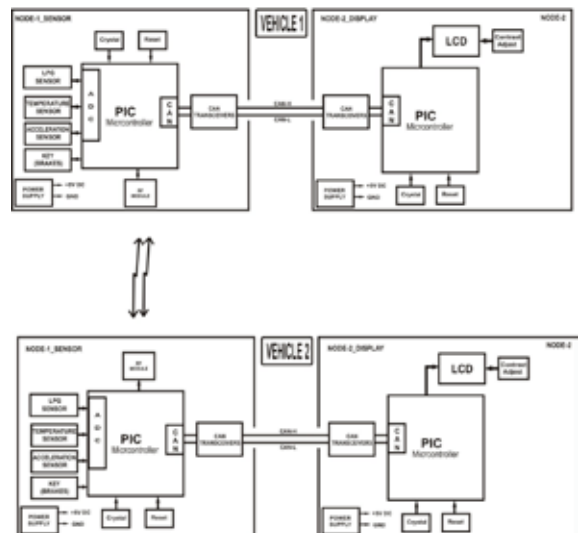 NODE-1_SENSOR
VEHICLE 1
NODE-2_DISPLAY
NODE-2
Crystal
Reset
LCD
Contrast
Adjust
LPG
SENSOR
TEMPERATURE
SENSOR
ACCELERATION
SENSOR
KEY
(BRAKES)
A
D
C
PIC
Microcontroller
C
A
N
CAN
TRANSCEIVERS
CAN-H
CAN-L
CAN
TRANSCEIVERS
C
A
N
PIC
Microcontroller
POWER
SUPPLY
+5V DC
GND
MODULE
POWER
SUPPLY
+5V DC
GND
Crystal
Reset
NODE-1_SENSOR
VEHICLE 2
NODE-2_DISPLAY
NODE-2
MODULE
LCD
Contrast
Adjust
LPG
SENSOR
TEMPERATURE
SENSOR
ACCELERATION
SENSOR
KEY
(BRAKES)
A
D
C
PIC
Microcontroller
C
A
N
CAN
TRANSCEIVERS
CAN-H
CAN-L
CAN
TRANSCEIVERS
C
A
N
PIC
Microcontroller
POWER
SUPPLY
+5V DC
GND
Crystal
Reset
POWER
SUPPLY
+5V DC
GND
Crystal
Reset